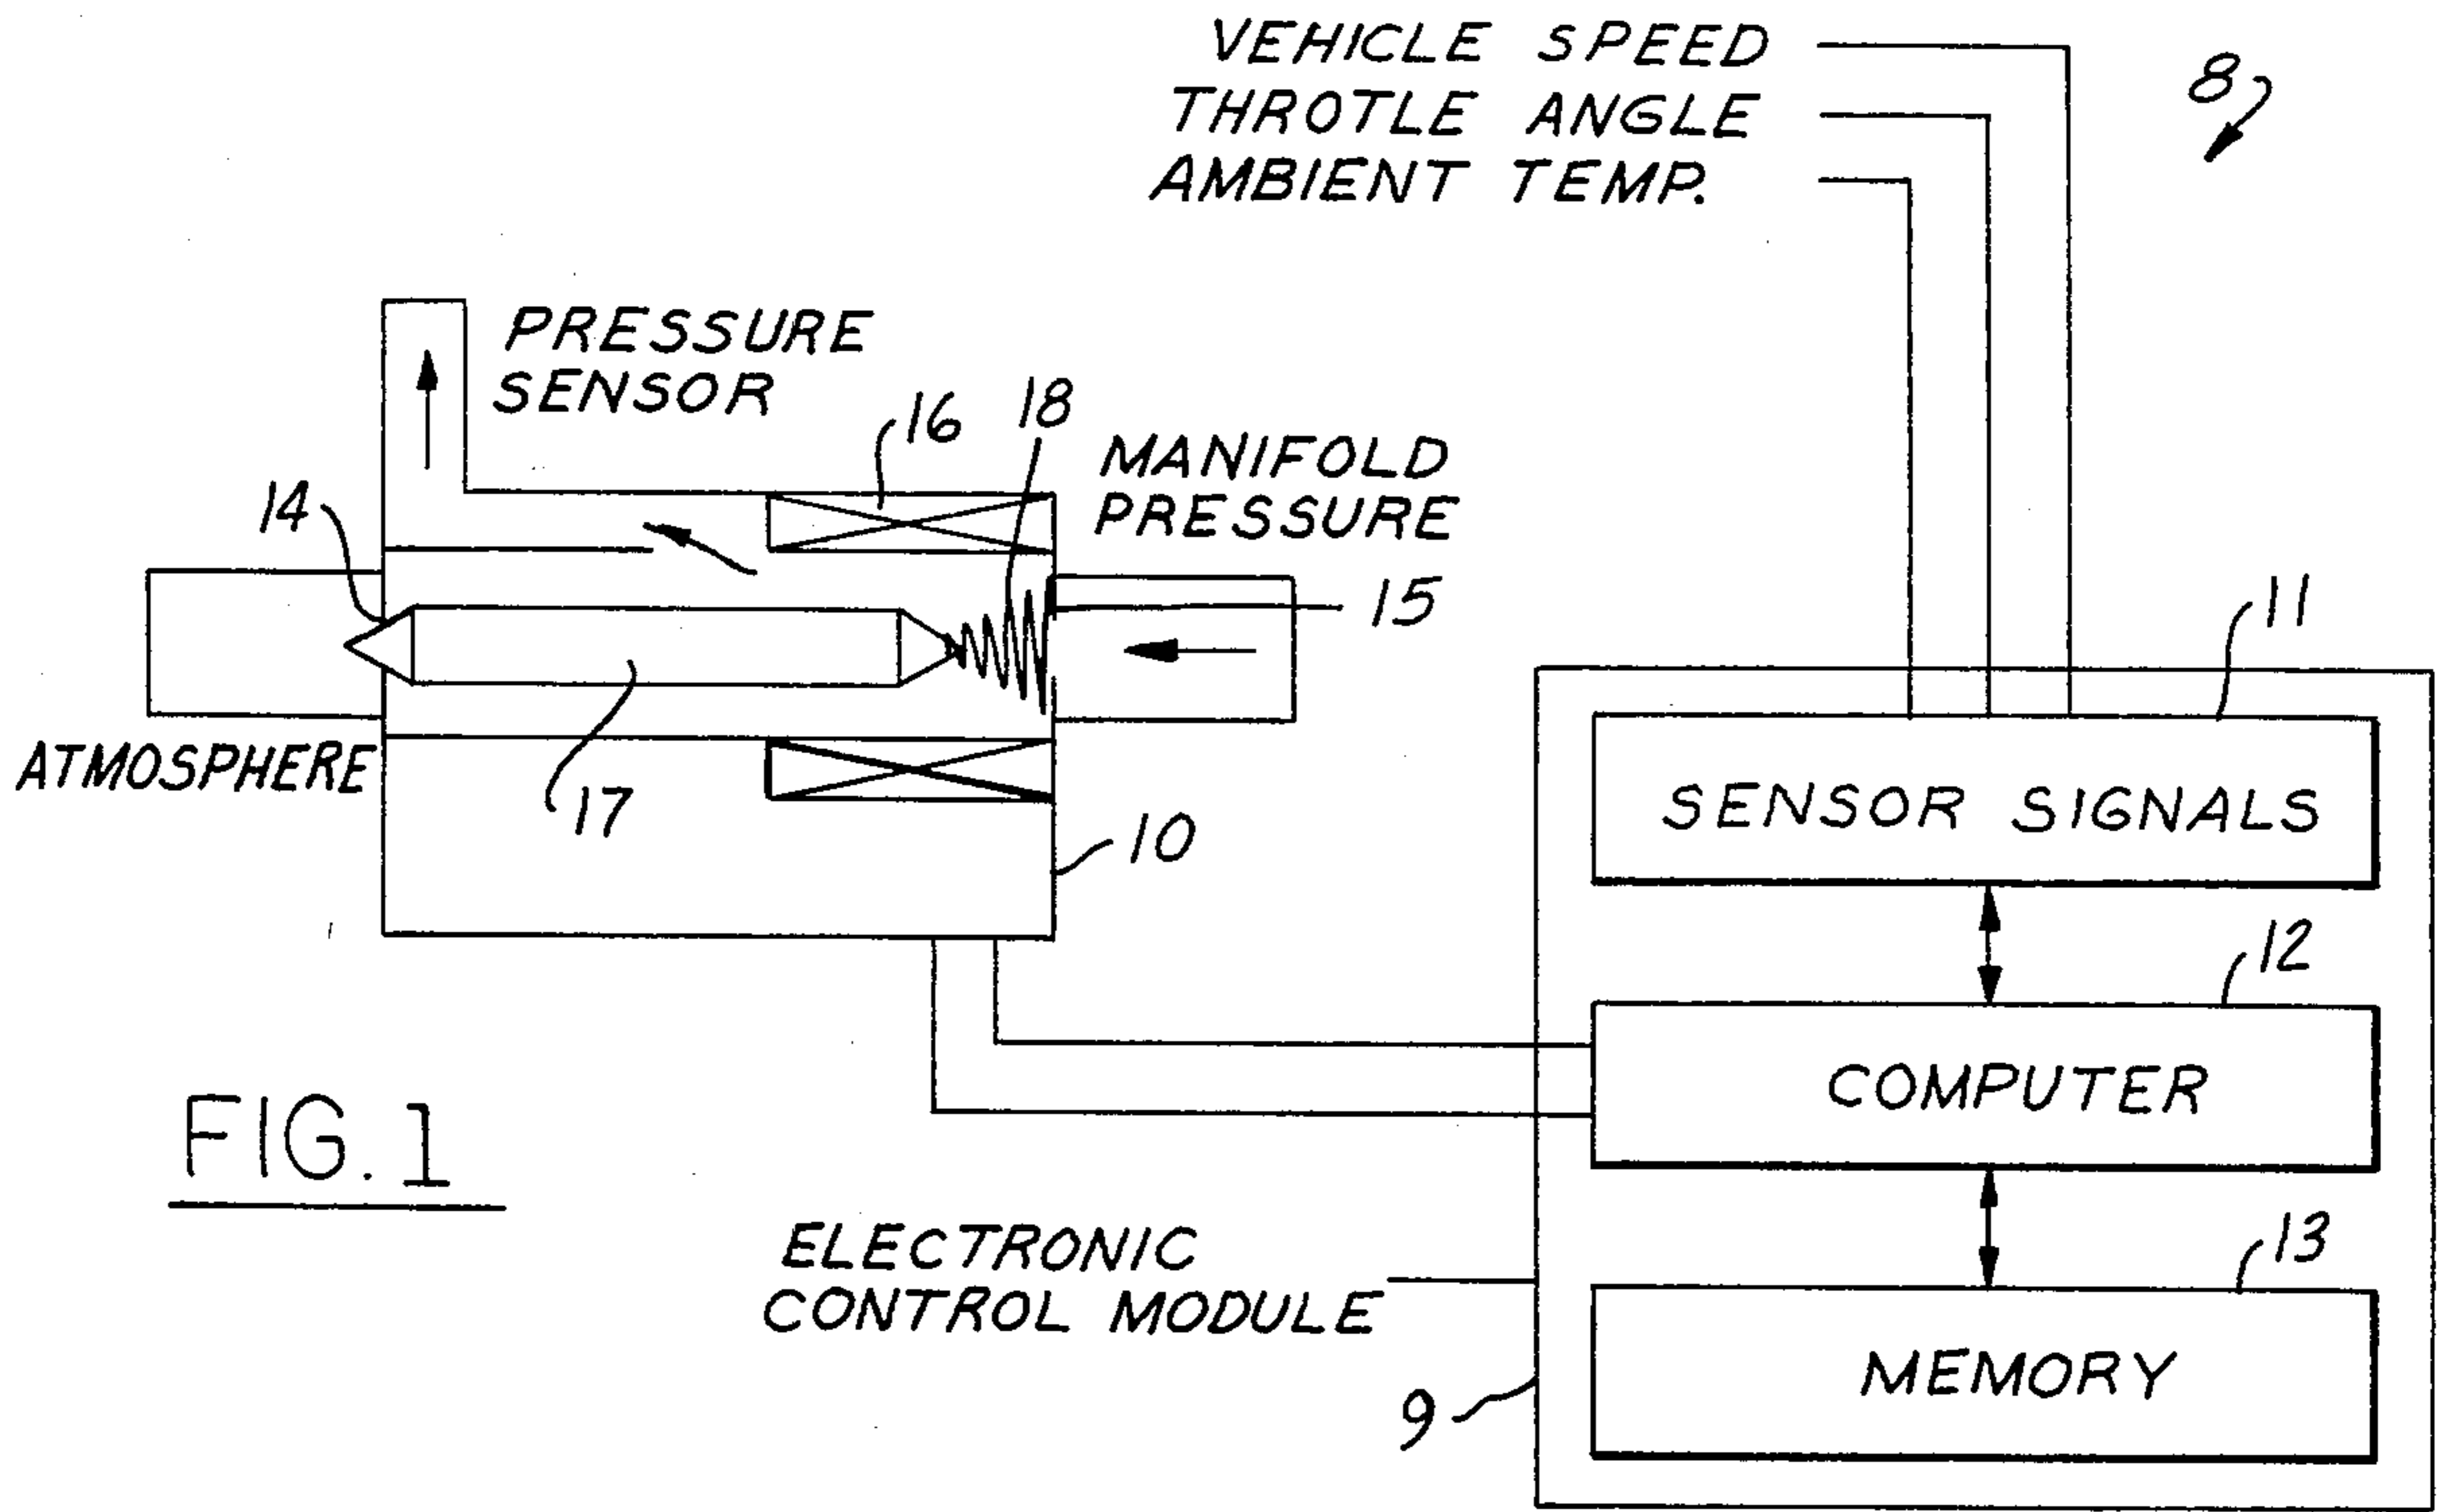 VEHICLE SPEED
THROTLE ANGLE
AMBIENT TEMP.
8
PRESSURE
SENSOR
16
18
MANIFOLD
PRESSURE
14
15
11
ATMOSPHERE
17
10
SENSOR SIGNALS
12
COMPUTER
FIG. 1
ELECTRONIC
CONTROL MODULE
13
MEMORY
9